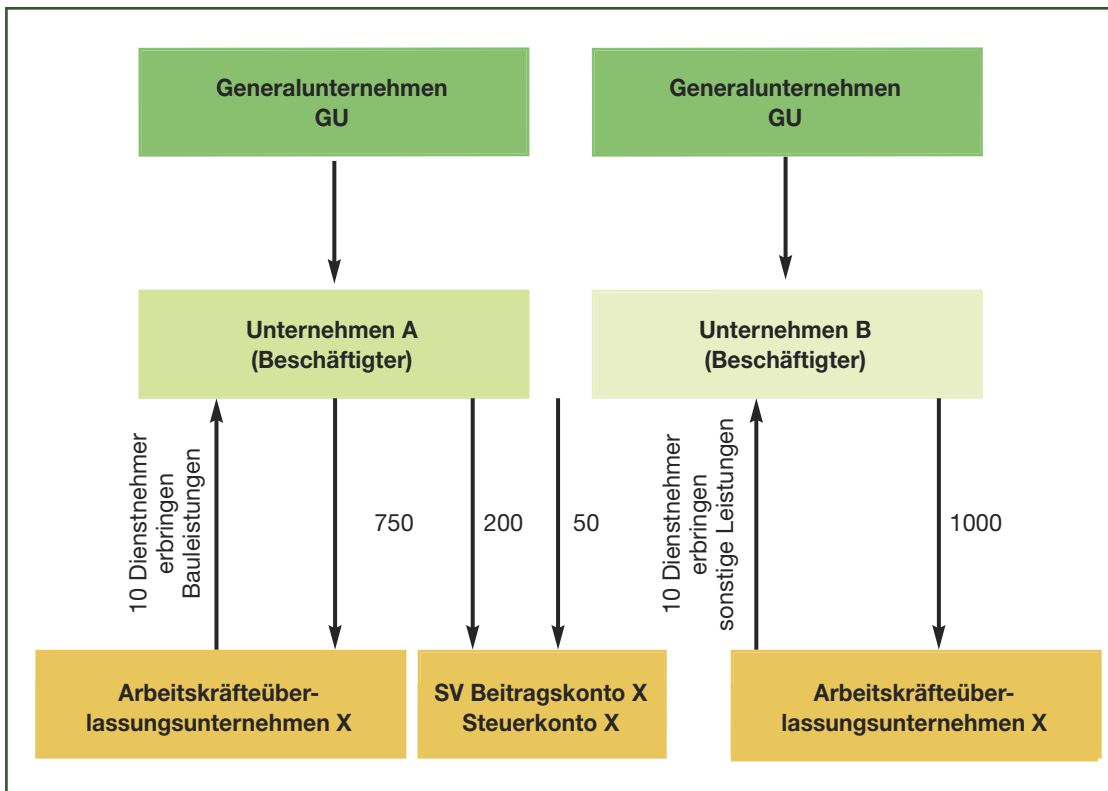 Generalunternehmen
GU
Generalunternehmen
GU
Unternehmen A
(Beschäftigter)
Unternehmen B
(Beschäftigter)
10 Dienstnehmer
erbringen
Bauleistungen
750
200
50
10 Dienstnehmer
erbringen
sonstige Leistungen
1000
Arbeitskräfteüber-
lassungsunternehmen X
SV Beitragskonto X
Steuerkonto X
Arbeitskräfteüber-
lassungsunternehmen X